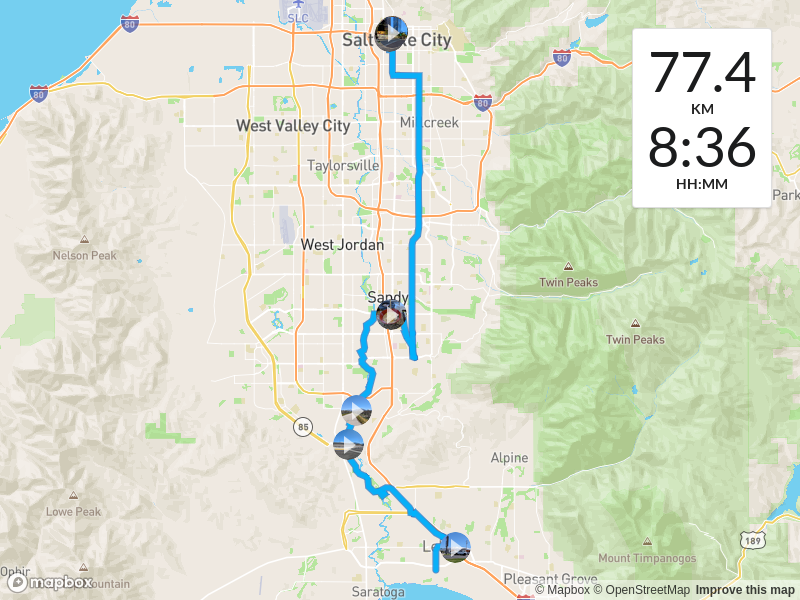 SLC
80
Salt Lake City
80
80
80
77.4
KM
8:36
HH:MM
West Valley City
Millcreek
Taylorsville
Park
West Jordan
Nelson Peak
Twin Peaks
Sandy
Twin Peaks
85
Alpine
Lowe Peak
189
Mount Timpanogos
Ophir
Mountain
Pleasant Grove
Saratoga
mapbox
© Mapbox © OpenStreetMap Improve this map